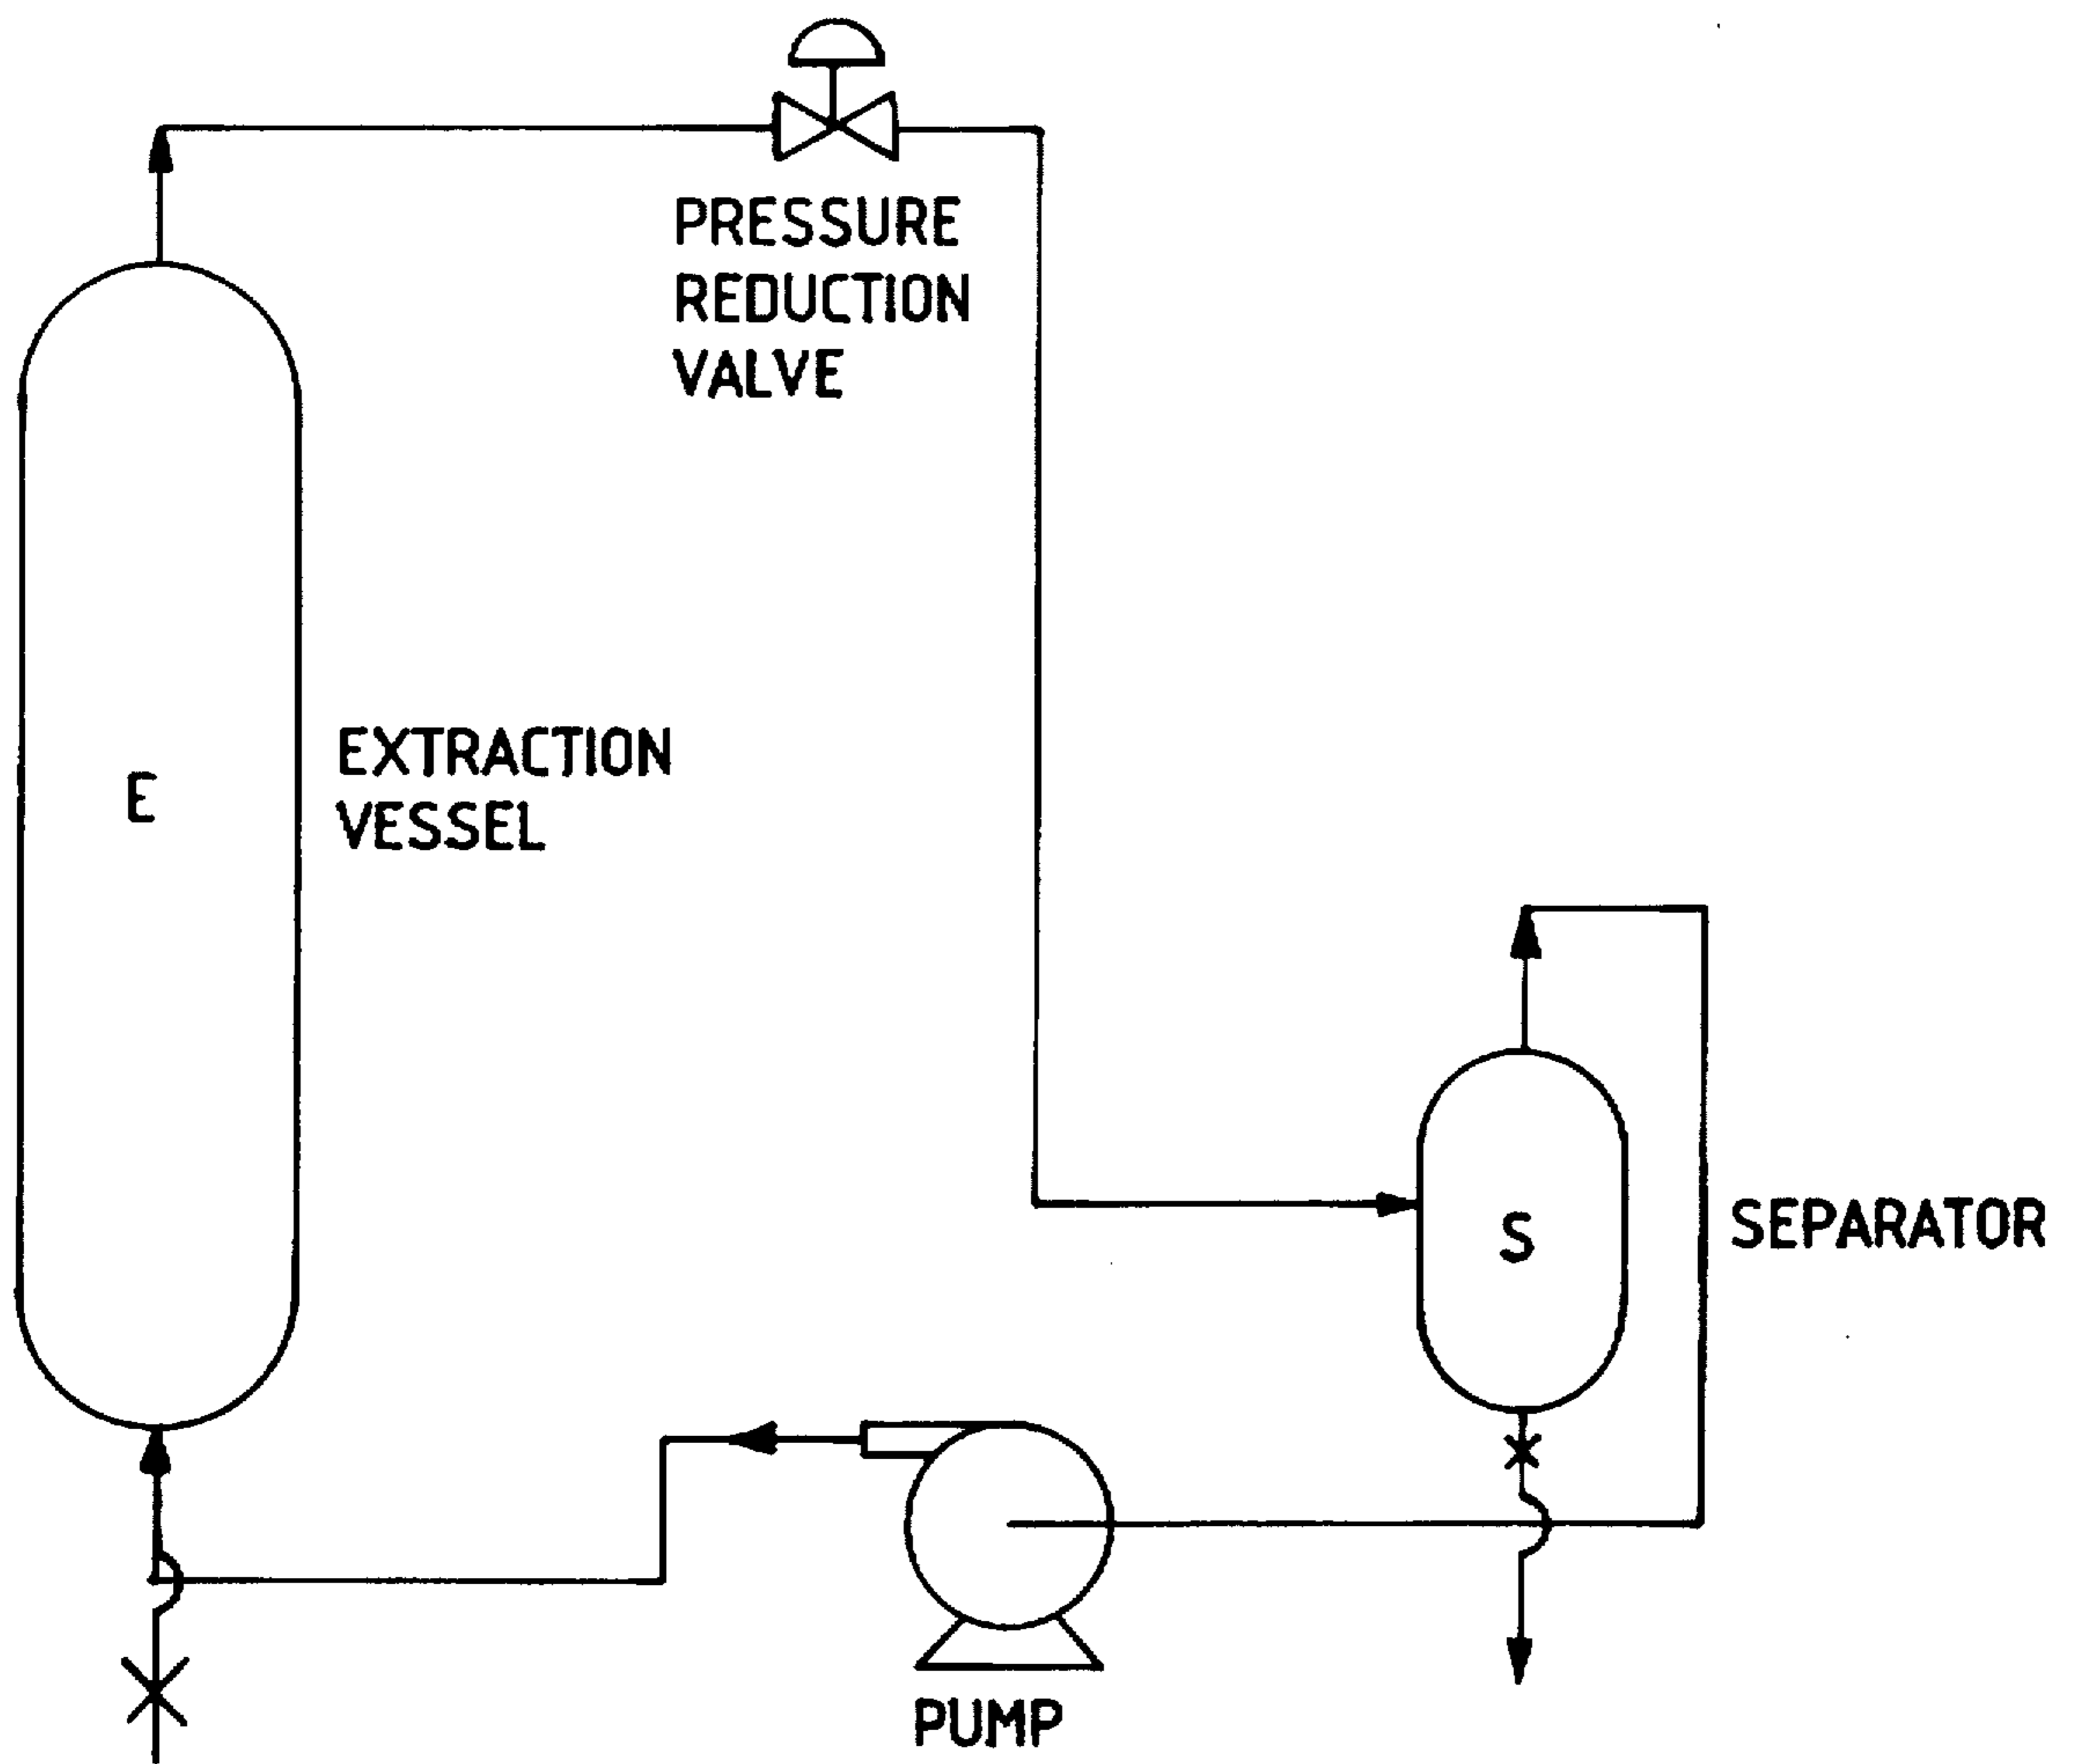 PRESSURE
REDUCTION
VALVE
E
EXTRACTION
VESSEL
S
SEPARATOR
PUMP